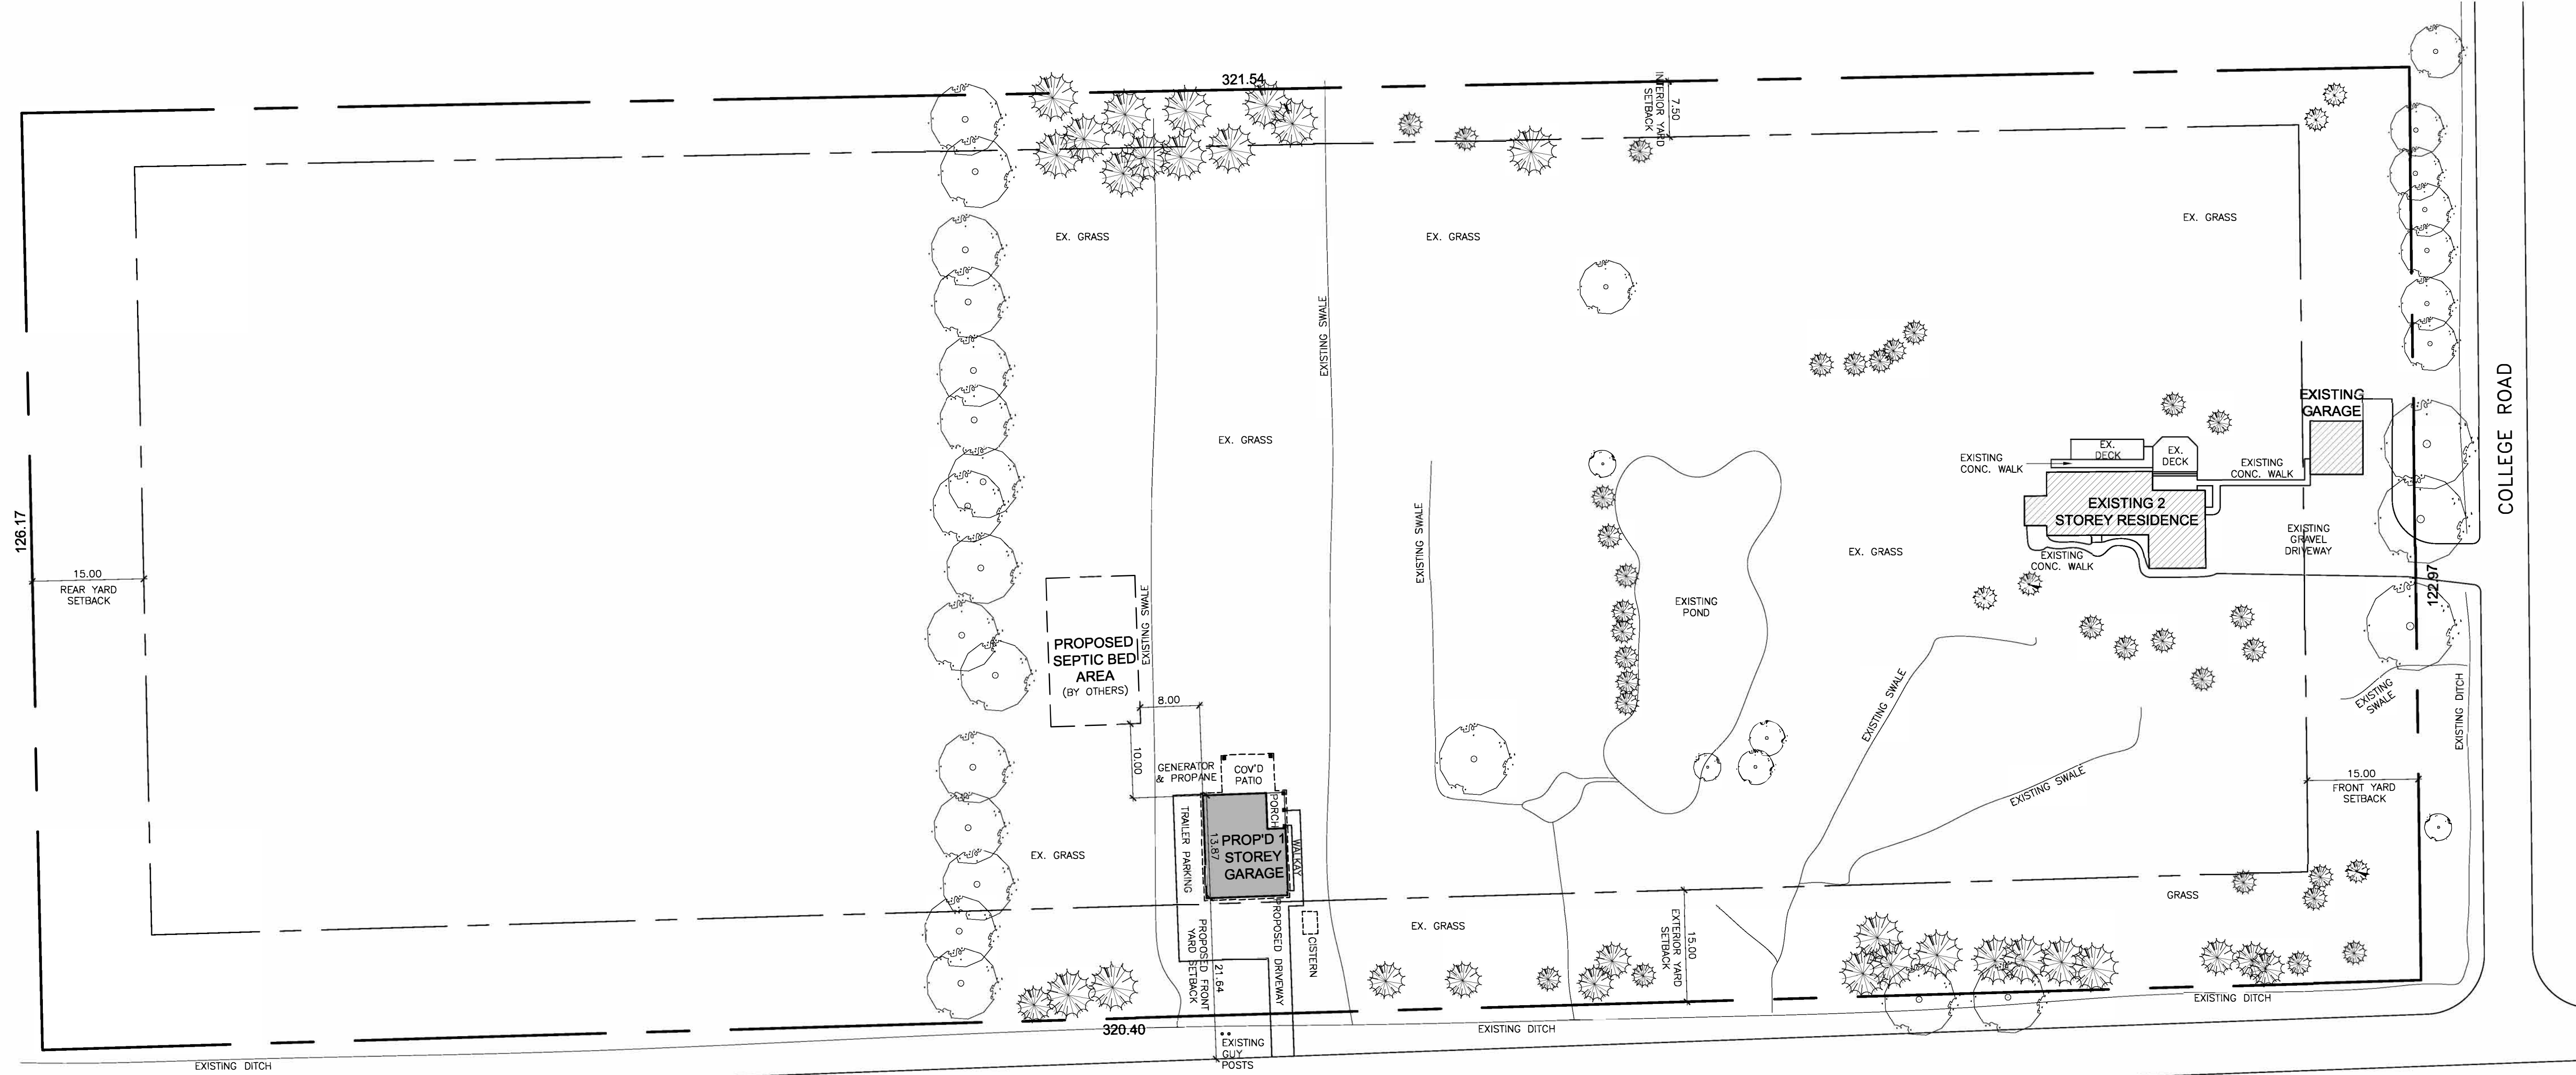 321.54
INTERIOR YARD
SETBACK
7.50
EX. GRASS
EX. GRASS
EX. GRASS
EXISTING SWALE
COLLEGE ROAD
EXISTING
GARAGE
EX. GRASS
EX.
DECK
EX.
DECK
EXISTING
CONC. WALK
EXISTING
CONC. WALK
EXISTING 2
STOREY RESIDENCE
EXISTING
GRAVEL
DRIVEWAY
EXISTING
CONC. WALK
126.17
EXISTING SWALE
EX. GRASS
15.00
REAR YARD
SETBACK
122.97
EXISTING
POND
EXISTING SWALE
PROPOSED
SEPTIC BED
AREA
(BY OTHERS)
8.00
10.00
EXISTING SWALE
EXISTING
SWALE
EXISTING DITCH
GENERATOR
& PROPANE
COV'D
PATIO
EXISTING SWALE
15.00
FRONT YARD
SETBACK
PORCH
TRAILER PARKING
13.87
PROP'D 1
STOREY
GARAGE
WALKAY
EX. GRASS
GRASS
EX. GRASS
PROPOSED FRONT
YARD SETBACK
21.64
PROPOSED DRIVEWAY
CISTERN
EXTERIOR YARD
SETBACK
15.00
EXISTING DITCH
320.40
EXISTING DITCH
EXISTING
GUY
POSTS
EXISTING DITCH